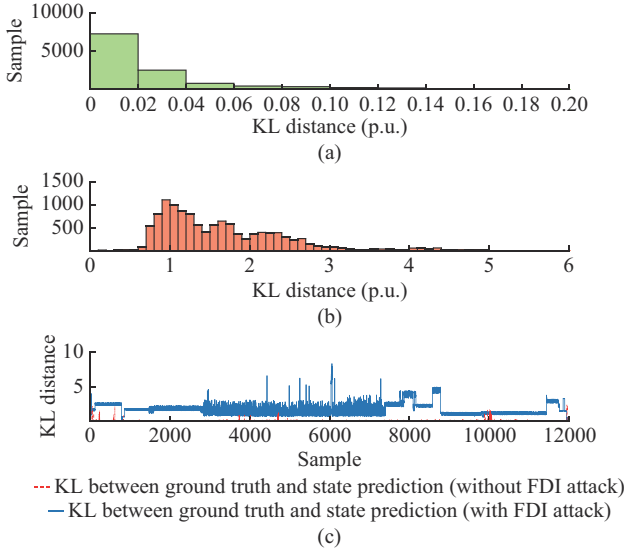 10000
5000
Sample
0 0.02 0.04 0.06 0.08 0.10 0.12 0.14 0.16 0.18 0.20
KL distance (p.u.)
(a)
1500
1000
500
Sample
0 1 2 3 4 5 6
KL distance (p.u.)
(b)
10
5
KL distance
0 2000 4000 6000 8000 10000 12000
Sample
KL between ground truth and state prediction (without FDI attack)
KL between ground truth and state prediction (with FDI attack)
(c)